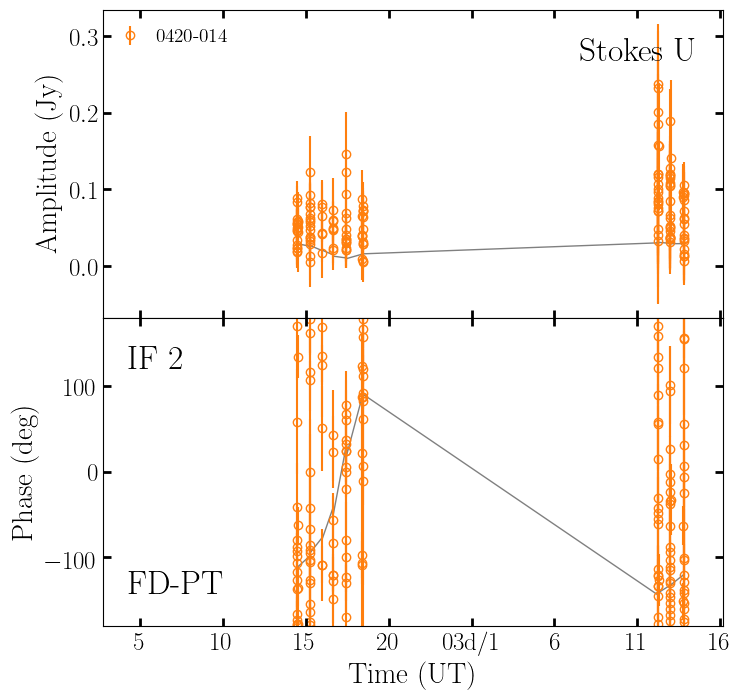 0420-014
Stokes U
0.3
0.2
0.1
0.0
Amplitude (Jy)
IF 2
FD-PT
100
0
−100
Phase (deg)
5 10 15 20 03d/1 6 11 16
Time (UT)